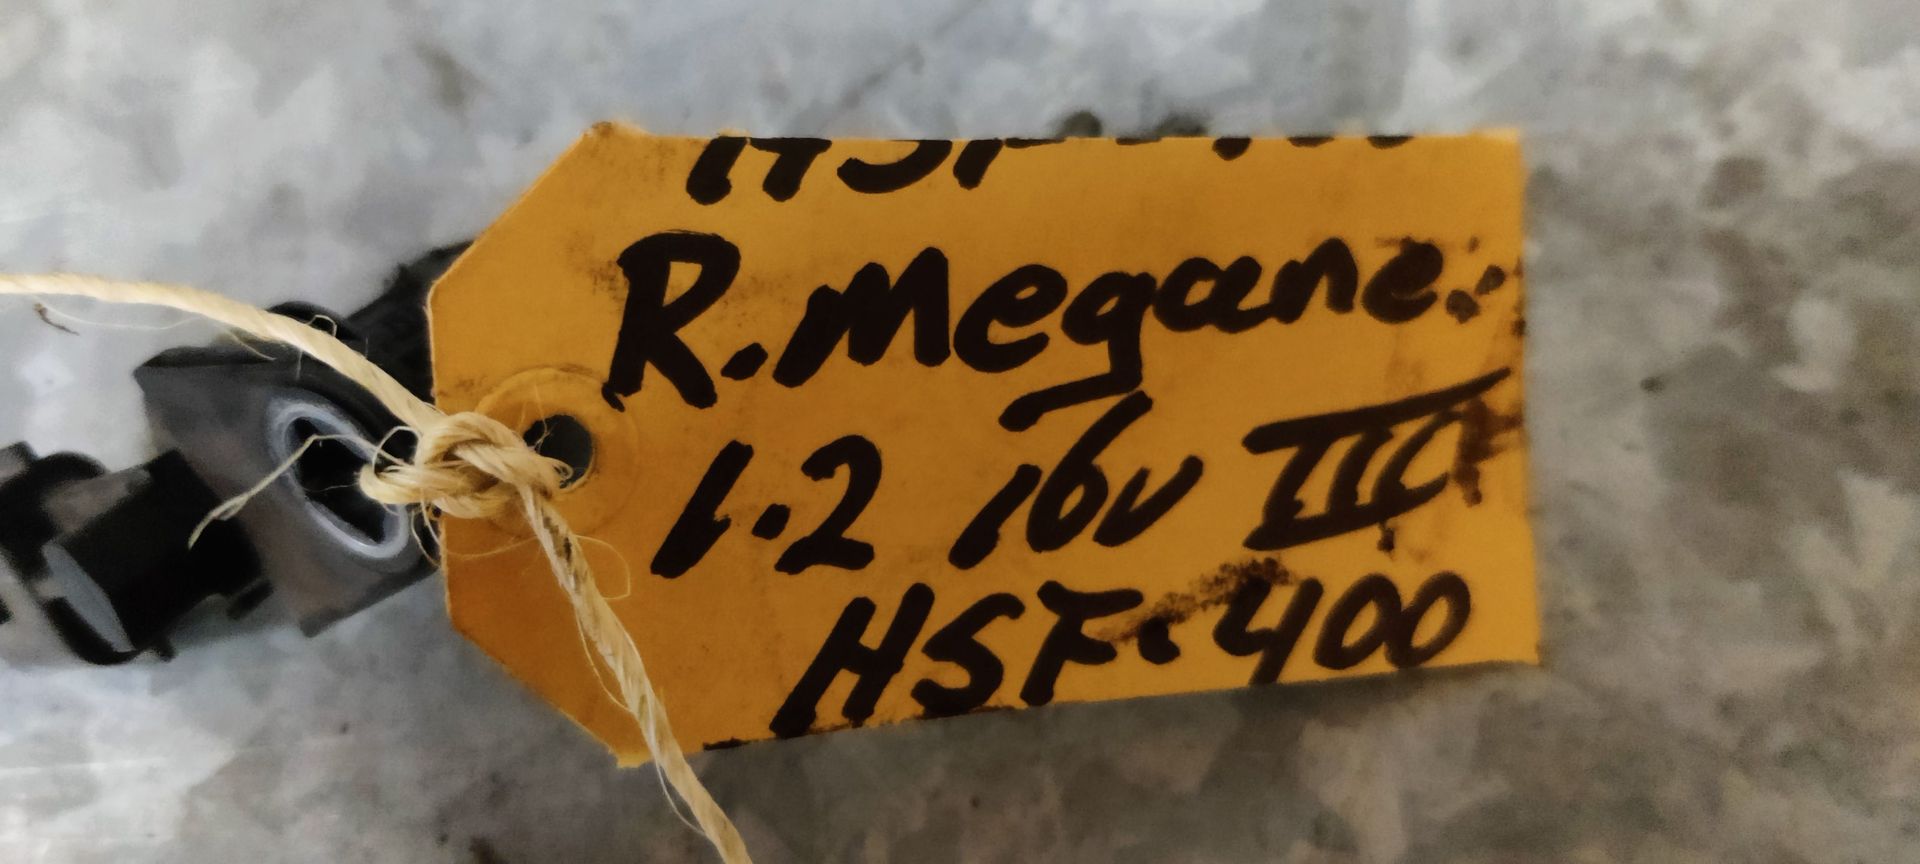 R. Megane.
1.2 16v III
HSF.400